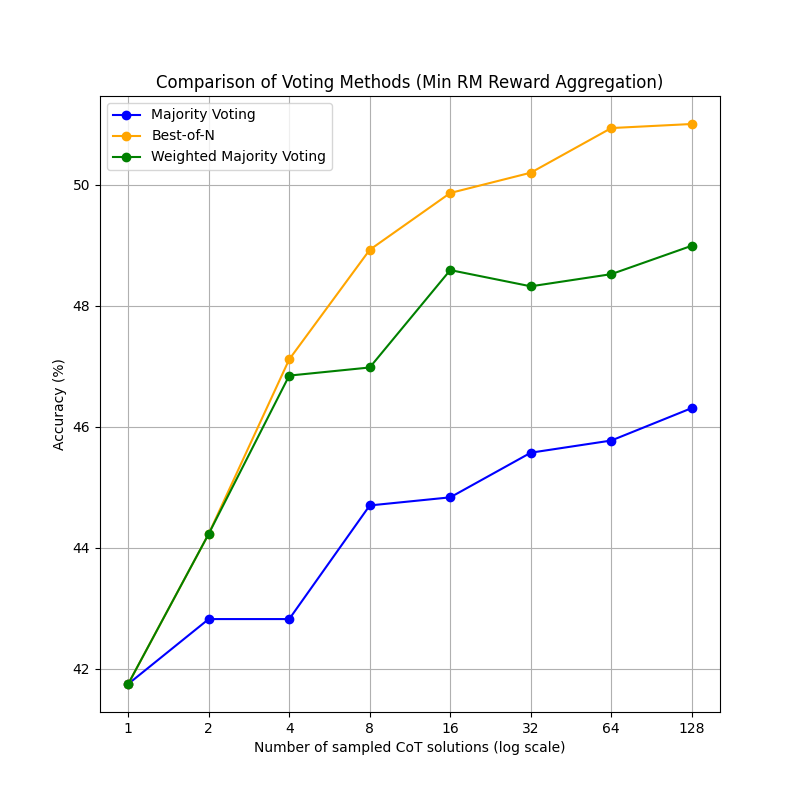 Comparison of Voting Methods (Min RM Reward Aggregation)
Majority Voting
Best-of-N
Weighted Majority Voting
50
48
46
44
42
Accuracy (%)
1 2 4 8 16 32 64 128
Number of sampled CoT solutions (log scale)